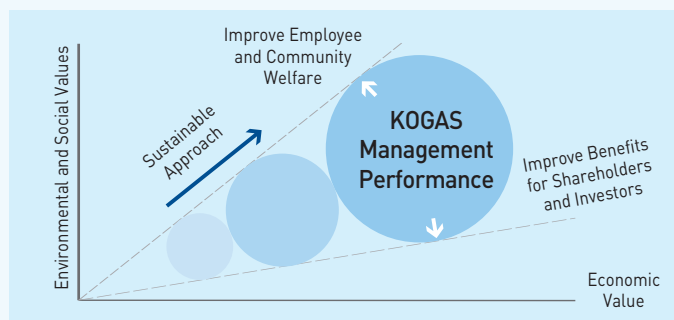 Environmental and Social Values
Improve Employee
and Community
Welfare
Sustainable
Approach
KOGAS
Management
Performance
Improve Benefits
for Shareholders
and Investors
Economic
Value